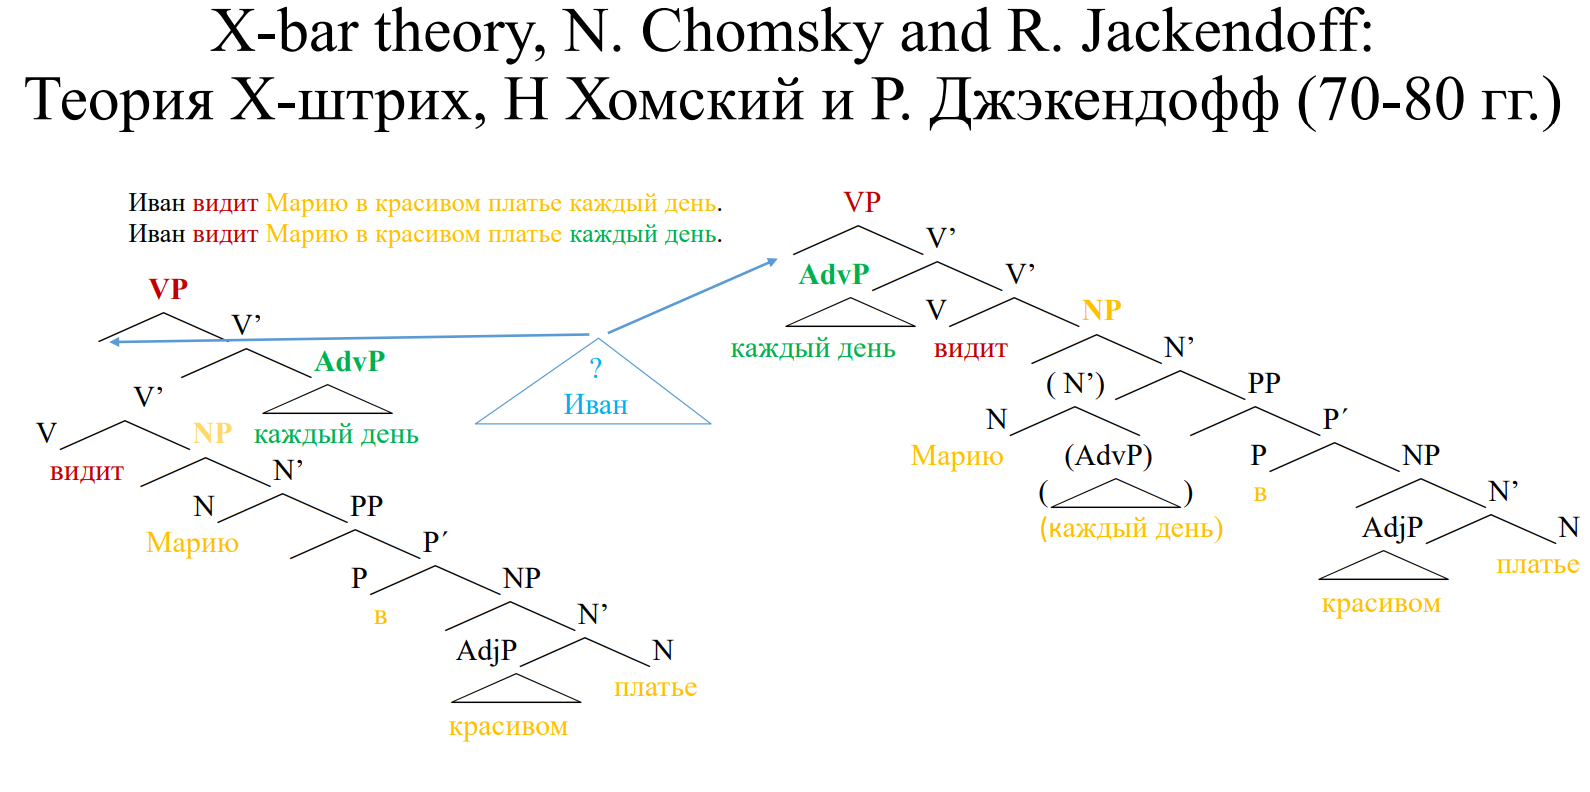 X-bar theory, N. Chomsky and R. Jackendoff:
Теория Х-штрих, Н Хомский и Р. Джэкендофф (70-80 гг.)
Иван видит Марию в красивом платье каждый день.
Иван видит Марию в красивом платье каждый день.
VP
V’
AdvP
каждый день
V’
V
видит
NP
N’
N
Марию
PP
P´
P
в
NP
N’
AdjP
красивом
N
платье
?
Иван
VP
V’
AdvP
каждый день
V’
V
видит
NP
N’
( N’)
N
Марию
(AdvP)
( )
(каждый день)
PP
P´
P
в
NP
N’
AdjP
красивом
N
платье